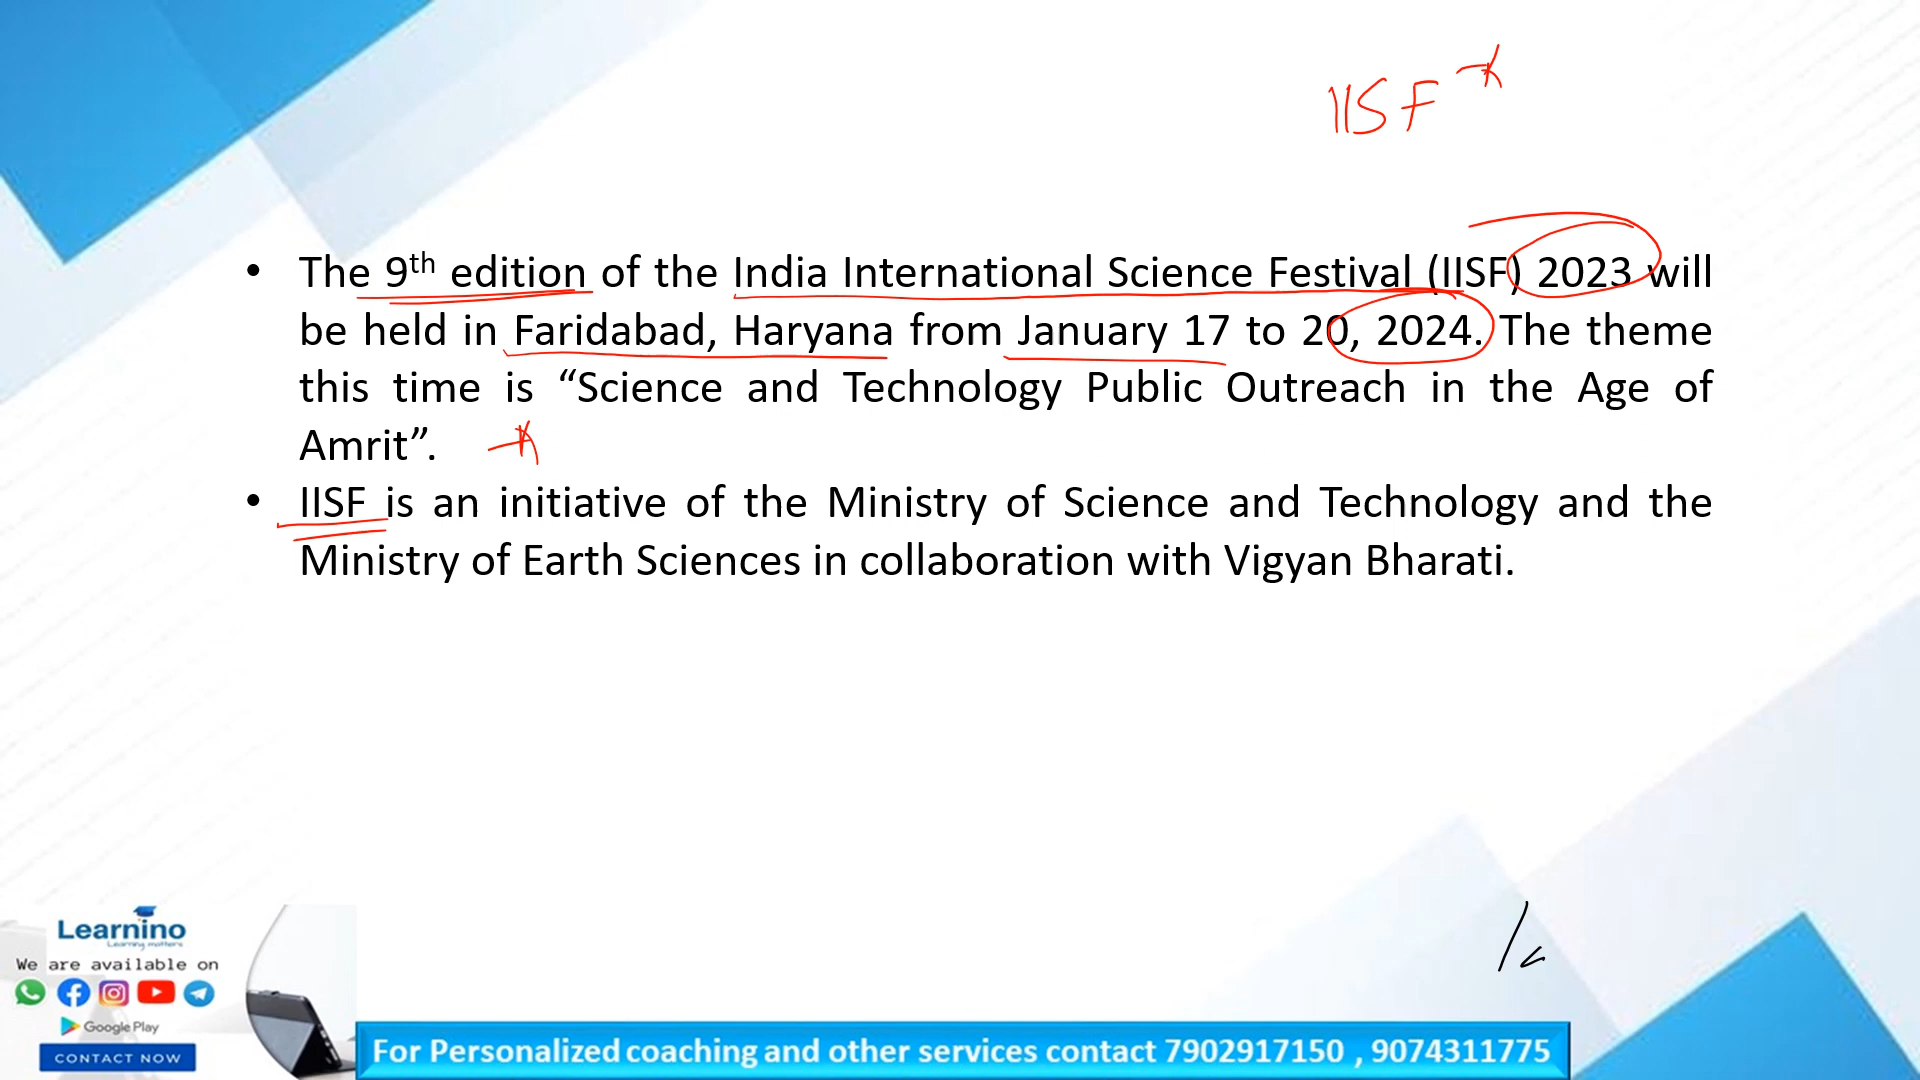 IISF
• The 9th edition of the India International Science Festival (IISF) 2023 will
be held in Faridabad, Haryana from January 17 to 20, 2024. The theme
this time is “Science and Technology Public Outreach in the Age of
Amrit”.
• IISF is an initiative of the Ministry of Science and Technology and the
Ministry of Earth Sciences in collaboration with Vigyan Bharati.
Learnino
Learning matters
We are available on
Google Play
CONTACT NOW
For Personalized coaching and other services contact 7902917150 , 9074311775